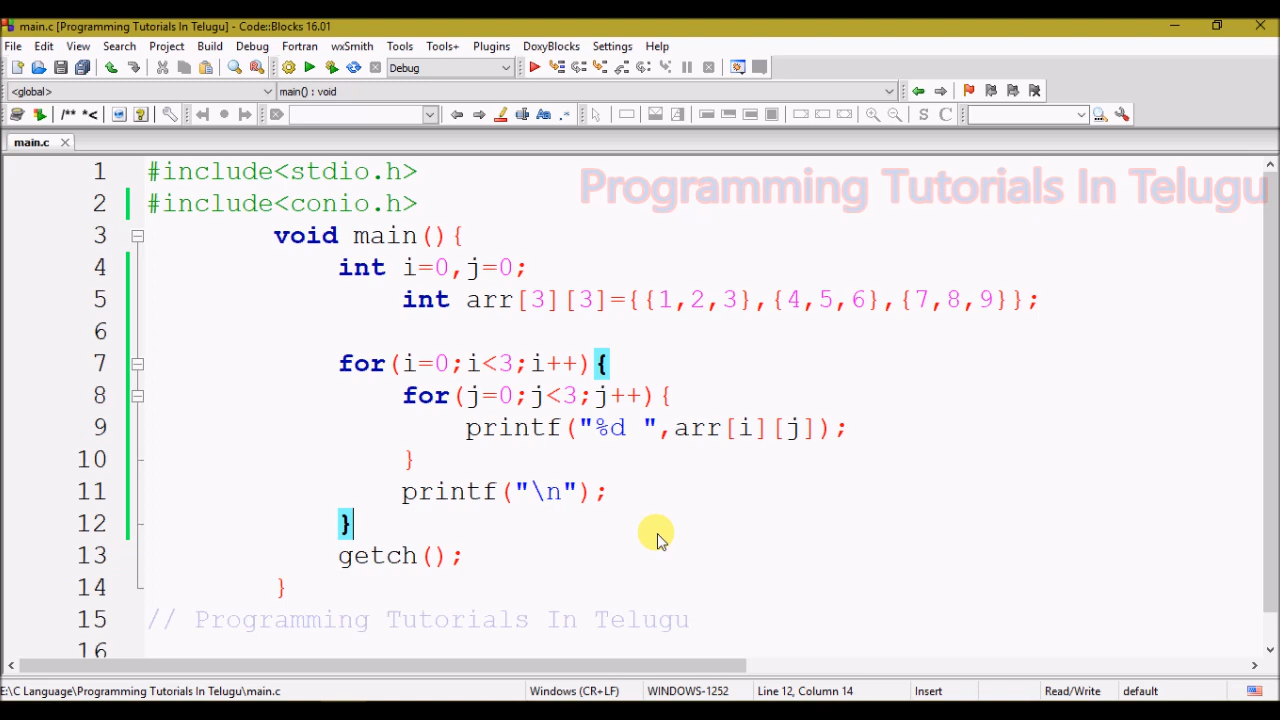 main.c [Programming Tutorials In Telugu] - Code::Blocks 16.01
File Edit View Search Project Build Debug Fortran wxSmith Tools Tools+ Plugins DoxyBlocks Settings Help
Debug
<global> main() : void
/** *< Aa .* S C
main.c
Programming Tutorials In Telugu
1 #include<stdio.h>
2 #include<conio.h>
3 void main(){
4 int i=0,j=0;
5 int arr[3][3]={{1,2,3},{4,5,6},{7,8,9}};
6
7 for(i=0;i<3;i++){
8 for(j=0;j<3;j++){
9 printf("%d ",arr[i][j]);
10 }
11 printf("\n");
12 }
13 getch();
14 }
15 // Programming Tutorials In Telugu
16
E:\C Language\Programming Tutorials In Telugu\main.c Windows (CR+LF) WINDOWS-1252 Line 12, Column 14 Insert Read/Write default